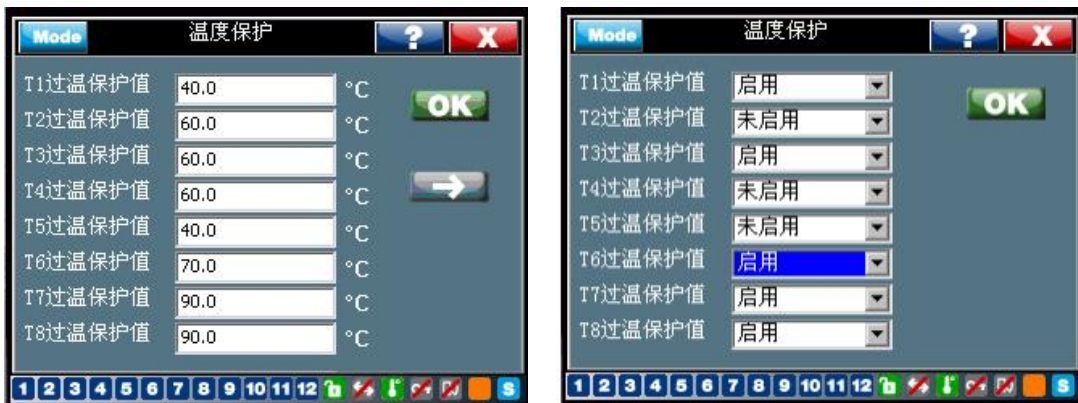 Mode 温度保护 ? X
T1过温保护值 40.0 °C
OK
T2过温保护值 60.0 °C
T3过温保护值 60.0 °C
T4过温保护值 60.0 °C
T5过温保护值 40.0 °C
T6过温保护值 70.0 °C
T7过温保护值 90.0 °C
T8过温保护值 90.0 °C
1 2 3 4 5 6 7 8 9 10 11 12 S
Mode 温度保护 ? X
T1过温保护值 启用
OK
T2过温保护值 未启用
T3过温保护值 启用
T4过温保护值 未启用
T5过温保护值 未启用
T6过温保护值 启用
T7过温保护值 启用
T8过温保护值 启用
1 2 3 4 5 6 7 8 9 10 11 12 S